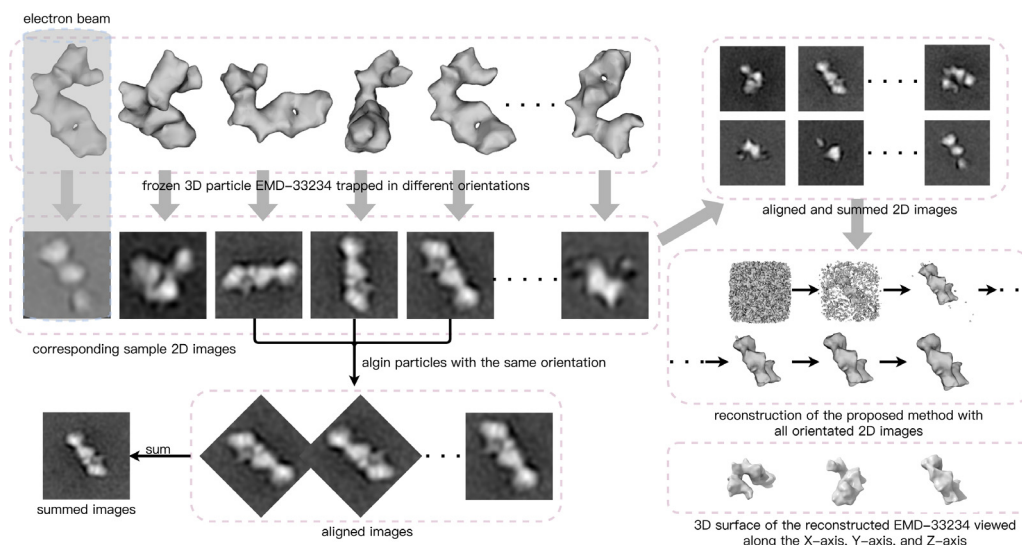 electron beam
frozen 3D particle EMD-33234 trapped in different orientations
corresponding sample 2D images
algin particles with the same orientation
sum
summed images
aligned images
aligned and summed 2D images
reconstruction of the proposed method with
all orientated 2D images
3D surface of the reconstructed EMD-33234 viewed
along the X-axis, Y-axis, and Z-axis